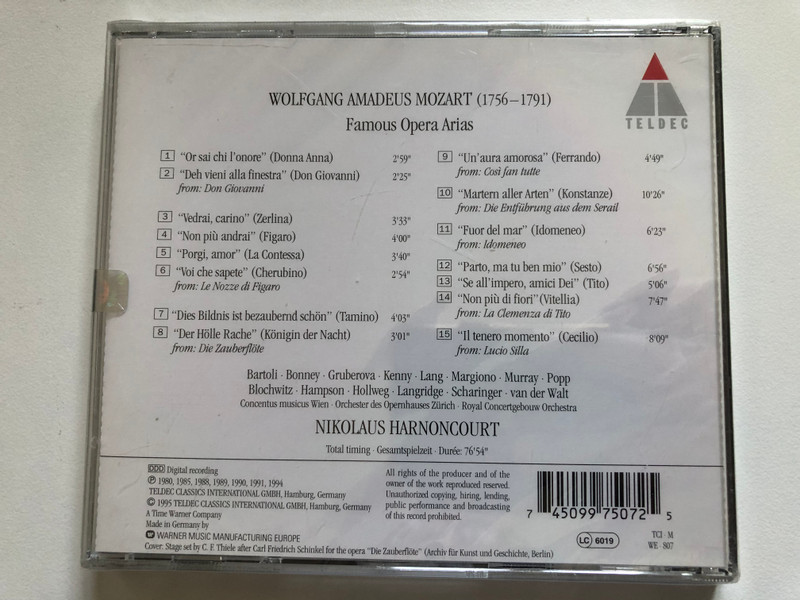 WOLFGANG AMADEUS MOZART (1756–1791)
Famous Opera Arias
TELDEC
1 “Or sai chi l'onore” (Donna Anna) 2'59"
2 “Deh vieni alla finestra” (Don Giovanni) 2'25"
from: Don Giovanni
3 “Vedrai, carino” (Zerlina) 3'33"
4 “Non più andrai” (Figaro) 4'00"
5 “Porgi, amor” (La Contessa) 3'40"
6 “Voi che sapete” (Cherubino) 2'54"
from: Le Nozze di Figaro
7 “Dies Bildnis ist bezaubernd schön” (Tamino) 4'03"
8 “Der Hölle Rache” (Königin der Nacht) 3'01"
from: Die Zauberflöte
9 “Un'aura amorosa” (Ferrando) 4'49"
from: Così fan tutte
10 “Martern aller Arten” (Konstanze) 10'26"
from: Die Entführung aus dem Serail
11 “Fuor del mar” (Idomeneo) 6'23"
from: Idomeneo
12 “Parto, ma tu ben mio” (Sesto) 6'56"
13 “Se all'impero, amici Dei” (Tito) 5'06"
14 “Non più di fiori” (Vitellia) 7'47"
from: La Clemenza di Tito
15 “Il tenero momento” (Cecilio) 8'09"
from: Lucio Silla
Bartoli · Bonney · Gruberova · Kenny · Lang · Margiono · Murray · Popp
Blochwitz · Hampson · Hollweg · Langridge · Scharinger · van der Walt
Concentus musicus Wien · Orchester des Opernhauses Zürich · Royal Concertgebouw Orchestra
NIKOLAUS HARNONCOURT
Total timing · Gesamtspielzeit · Durée: 76'54"
DDD Digital recording
℗ 1980, 1985, 1988, 1989, 1990, 1991, 1994
TELDEC CLASSICS INTERNATIONAL GMBH, Hamburg, Germany
© 1995 TELDEC CLASSICS INTERNATIONAL GMBH, Hamburg, Germany
A Time Warner Company
Made in Germany by
WARNER MUSIC MANUFACTURING EUROPE
Cover: Stage set by C. F. Thiele after Carl Friedrich Schinkel for the opera “Die Zauberflöte” (Archiv für Kunst und Geschichte, Berlin)
All rights of the producer and of the
owner of the work reproduced reserved.
Unauthorized copying, hiring, lending,
public performance and broadcasting
of this record prohibited.
7 45099 75072 5
LC 6019
TCI · M
WE · 807